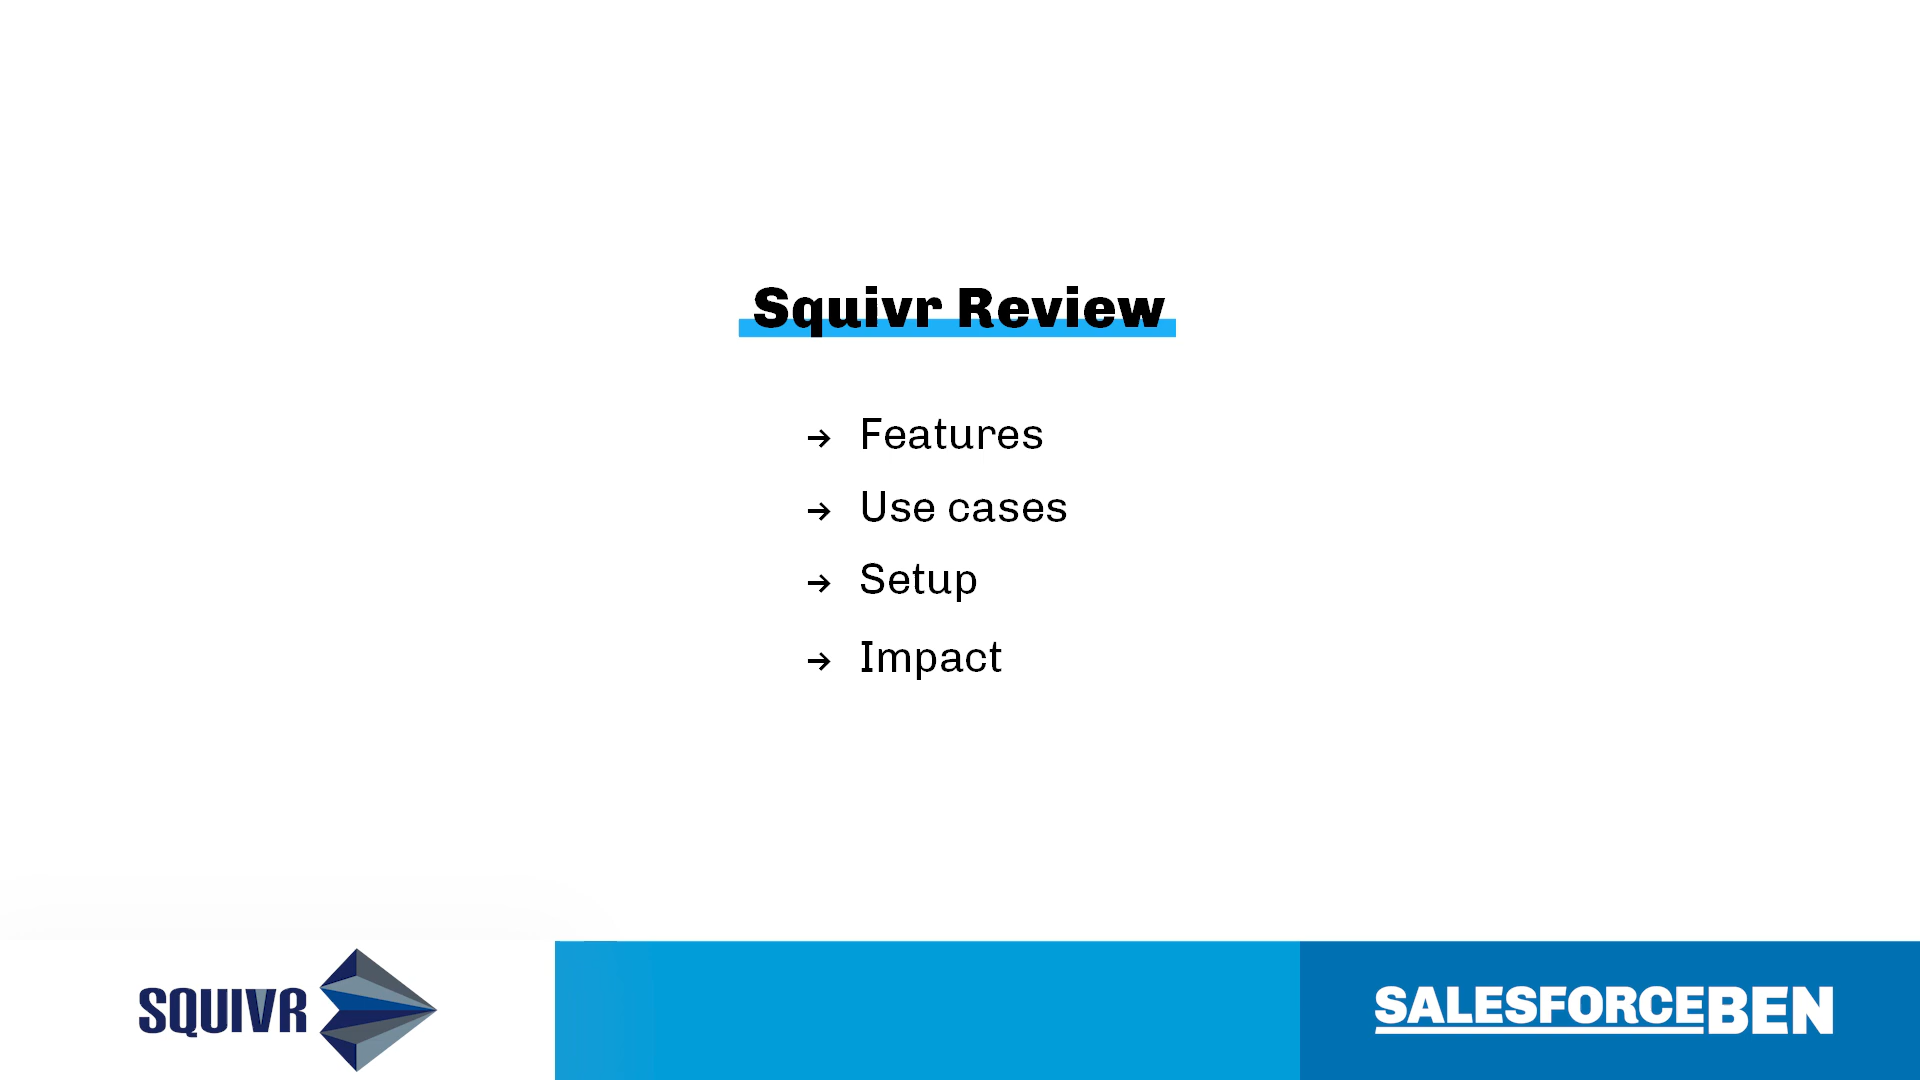 Squivr Review
→ Features
→ Use cases
→ Setup
→ Impact
SQUIVR
SALESFORCEBEN